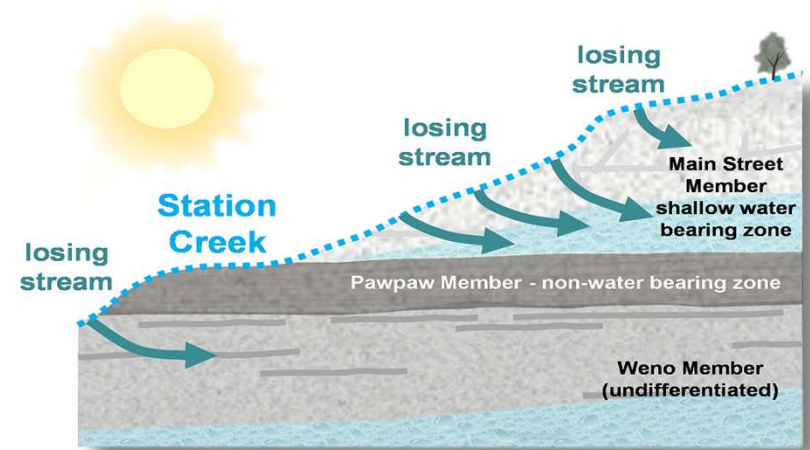 losing
stream
losing
stream
Main Street
Member
shallow water
bearing zone
Station
Creek
losing
stream
Pawpaw Member - non-water bearing zone
Weno Member
(undifferentiated)